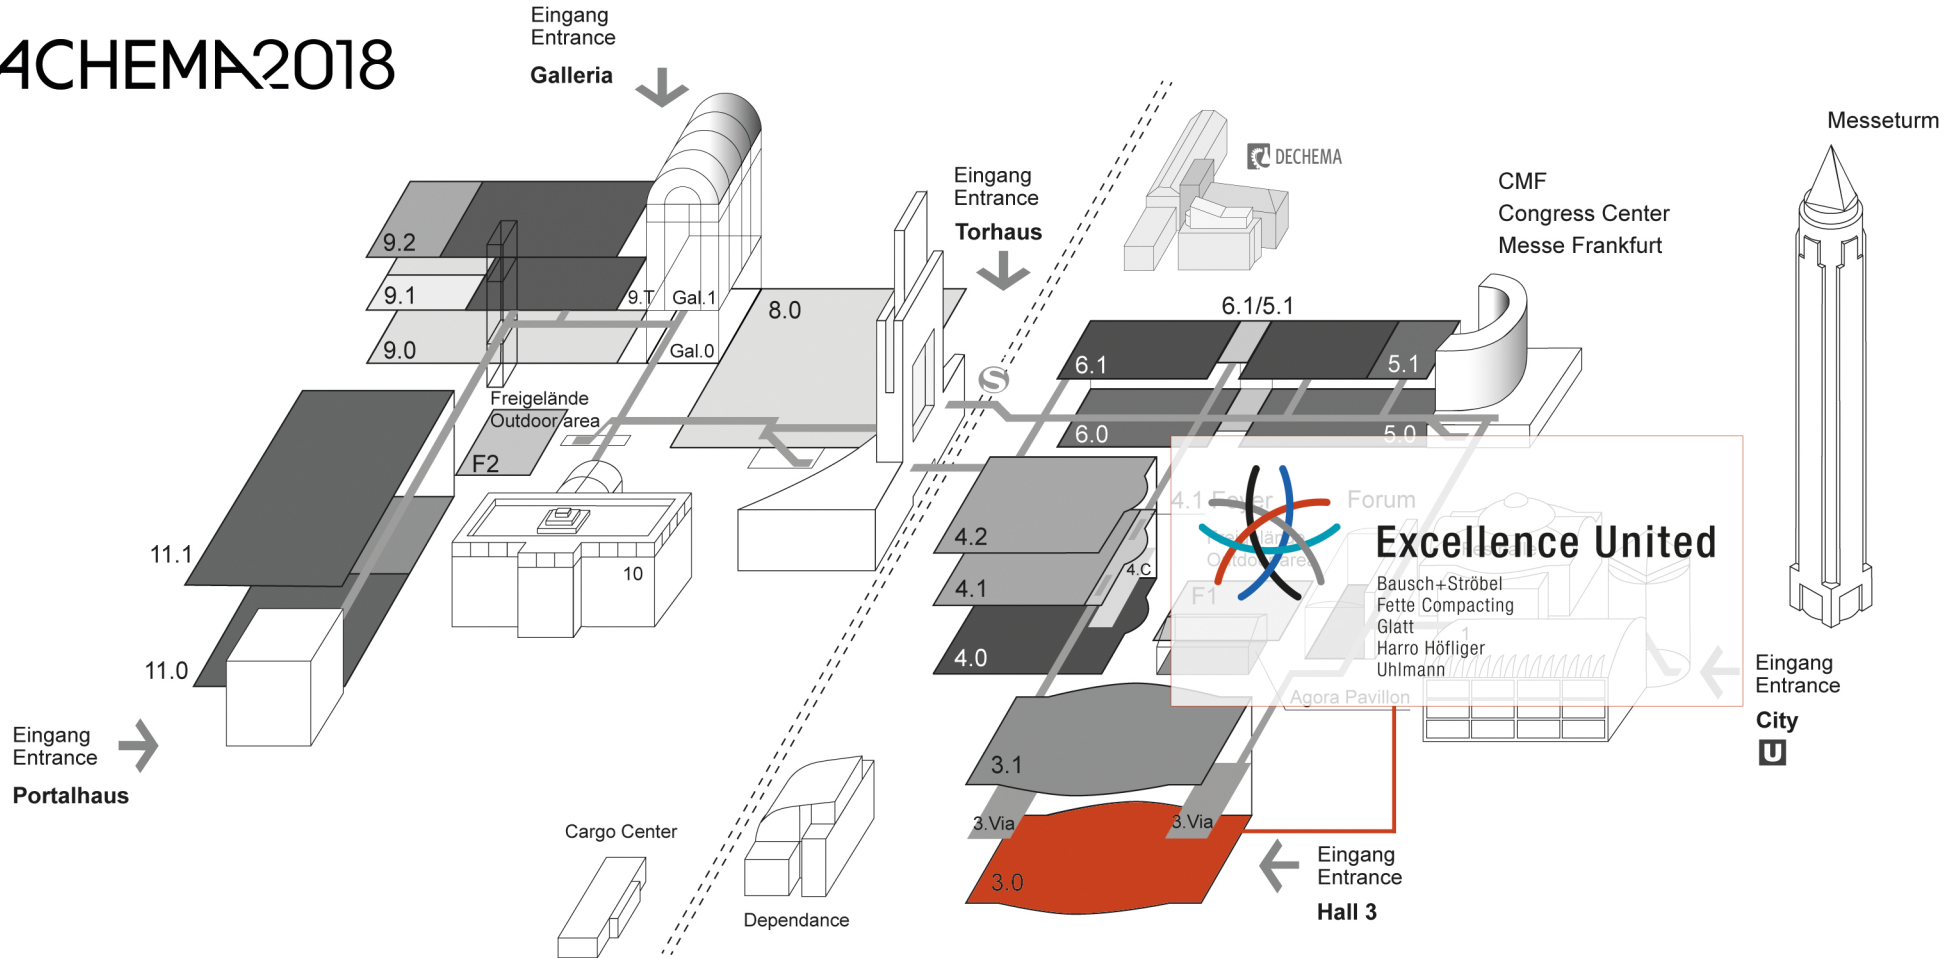 ACHEMA2018
Eingang
Entrance
Galleria
Eingang
Entrance
Torhaus
DECHEMA
CMF
Congress Center
Messe Frankfurt
Messeturm
9.2
9.1
9.T
Gal.1
9.0
Gal.0
8.0
6.1/5.1
6.1
5.1
6.0
5.0
S
Freigelände
Outdoor area
F2
10
11.1
11.0
4.2
4.1
4.C
4.0
4.1 Foyer
Forum
Freigelände
Outdoor area
F1
1
Agora Pavillon
Excellence United
Bausch+Ströbel
Fette Compacting
Glatt
Harro Höfliger
Uhlmann
Eingang
Entrance
City
U
Eingang
Entrance
Portalhaus
3.1
3.Via
3.Via
3.0
Eingang
Entrance
Hall 3
Cargo Center
Dependance